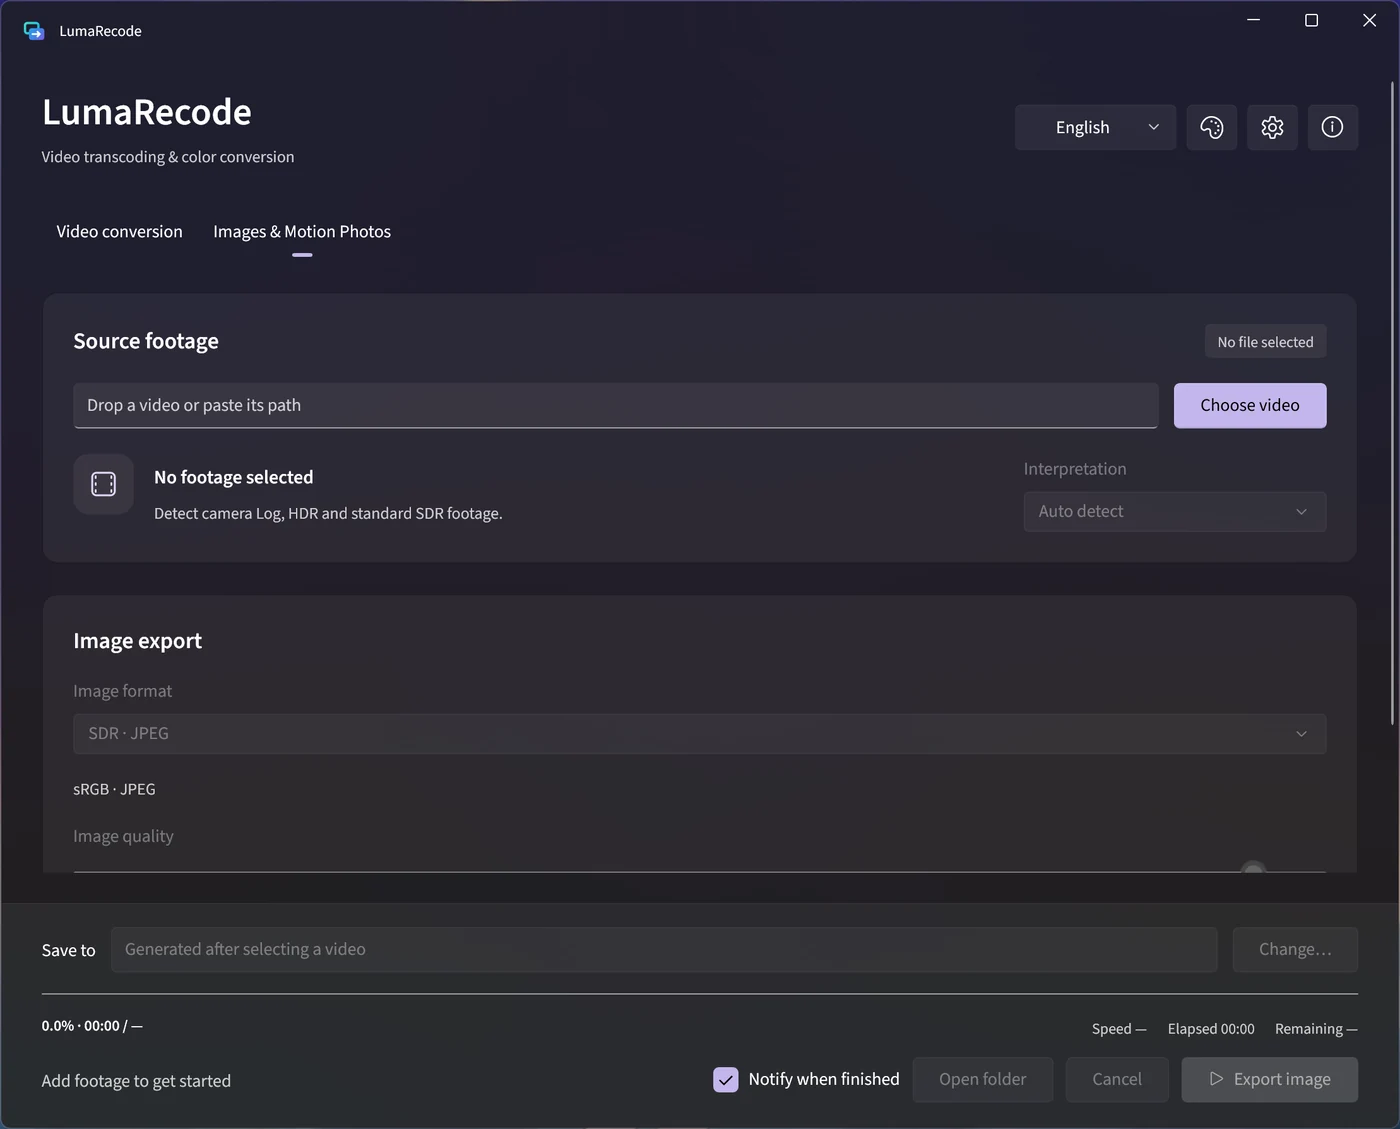 LumaRecode
LumaRecode
Video transcoding & color conversion
English
Video conversion
Images & Motion Photos
Source footage
No file selected
Drop a video or paste its path
Choose video
No footage selected
Detect camera Log, HDR and standard SDR footage.
Interpretation
Auto detect
Image export
Image format
SDR · JPEG
sRGB · JPEG
Image quality
Save to
Generated after selecting a video
Change…
0.0% · 00:00 / —
Speed —
Elapsed 00:00
Remaining —
Add footage to get started
Notify when finished
Open folder
Cancel
Export image